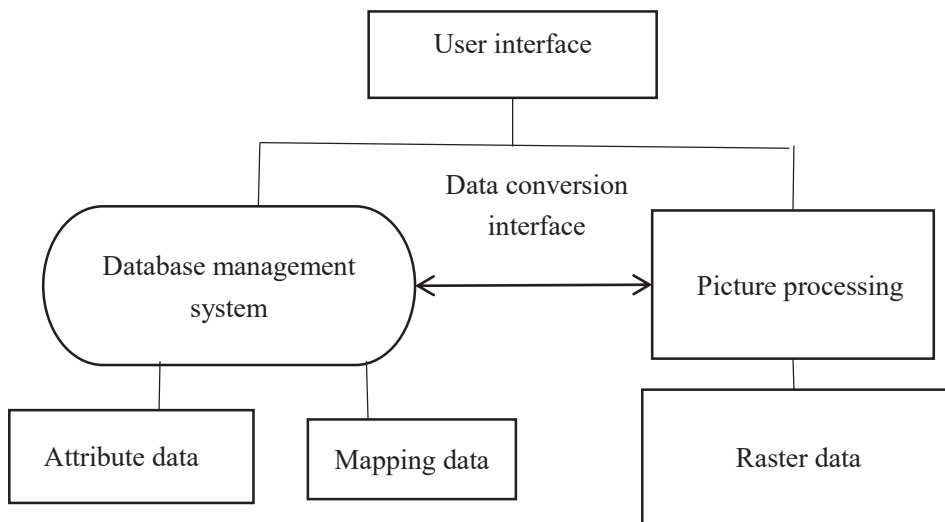 User interface
Data conversion
interface
Database management
system
Picture processing
Attribute data
Mapping data
Raster data